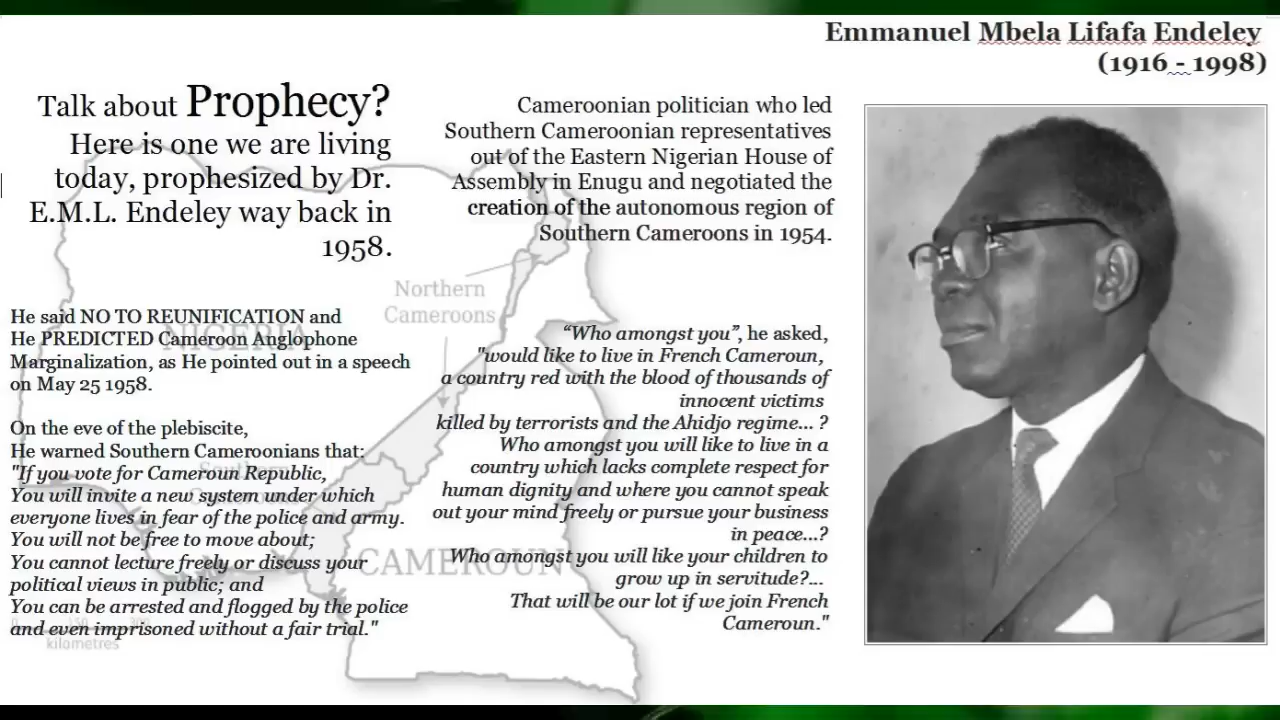 Emmanuel Mbela Lifafa Endeley
(1916 - 1998)
Talk about Prophecy?
Here is one we are living
today, prophesized by Dr.
E.M.L. Endeley way back in
1958.
He said NO TO REUNIFICATION and
He PREDICTED Cameroon Anglophone
Marginalization, as He pointed out in a speech
on May 25 1958.
On the eve of the plebiscite,
He warned Southern Cameroonians that:
"If you vote for Cameroun Republic,
You will invite a new system under which
everyone lives in fear of the police and army.
You will not be free to move about;
You cannot lecture freely or discuss your
political views in public; and
You can be arrested and flogged by the police
and even imprisoned without a fair trial."
Cameroonian politician who led
Southern Cameroonian representatives
out of the Eastern Nigerian House of
Assembly in Enugu and negotiated the
creation of the autonomous region of
Southern Cameroons in 1954.
“Who amongst you”, he asked,
"would like to live in French Cameroun,
a country red with the blood of thousands of
innocent victims
killed by terrorists and the Ahidjo regime... ?
Who amongst you will like to live in a
country which lacks complete respect for
human dignity and where you cannot speak
out your mind freely or pursue your business
in peace...?
Who amongst you will like your children to
grow up in servitude?...
That will be our lot if we join French
Cameroun."
Northern
Cameroons
NIGERIA
Southern
CAMEROUN
0 150 300
kilometres